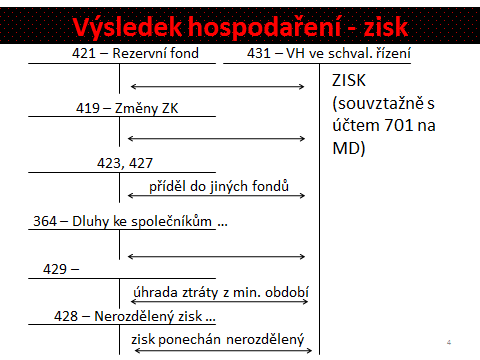 Výsledek hospodaření - zisk
421 – Rezervní fond
431 – VH ve schval. řízení
ZISK
(souvztažně s
účtem 701 na
MD)
419 – Změny ZK
423, 427
příděl do jiných fondů
364 – Dluhy ke společníkům ...
429 –
úhrada ztráty z min. období
428 – Nerozdělený zisk ...
zisk ponechán nerozdělený
4